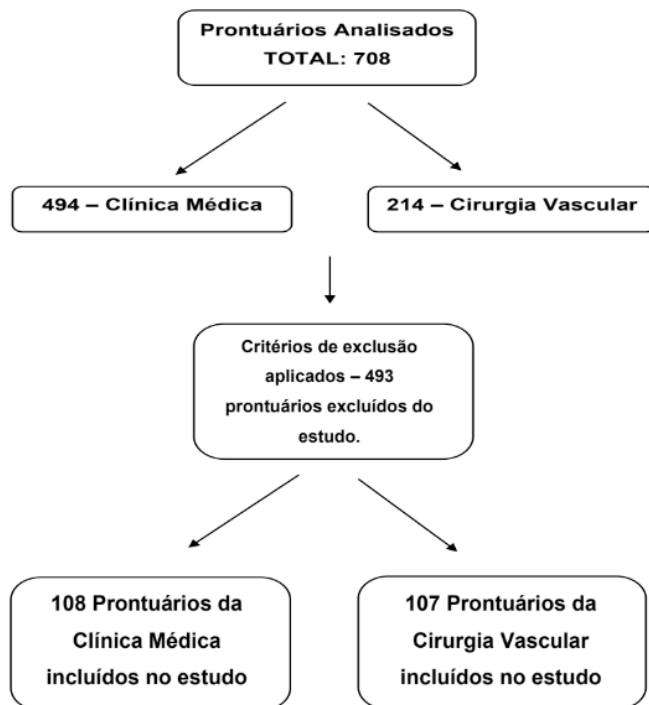 Prontuários Analisados
TOTAL: 708
494 – Clínica Médica
214 – Cirurgia Vascular
Critérios de exclusão
aplicados – 493
prontuários excluídos do
estudo.
108 Prontuários da
Clínica Médica
incluídos no estudo
107 Prontuários da
Cirurgia Vascular
incluídos no estudo